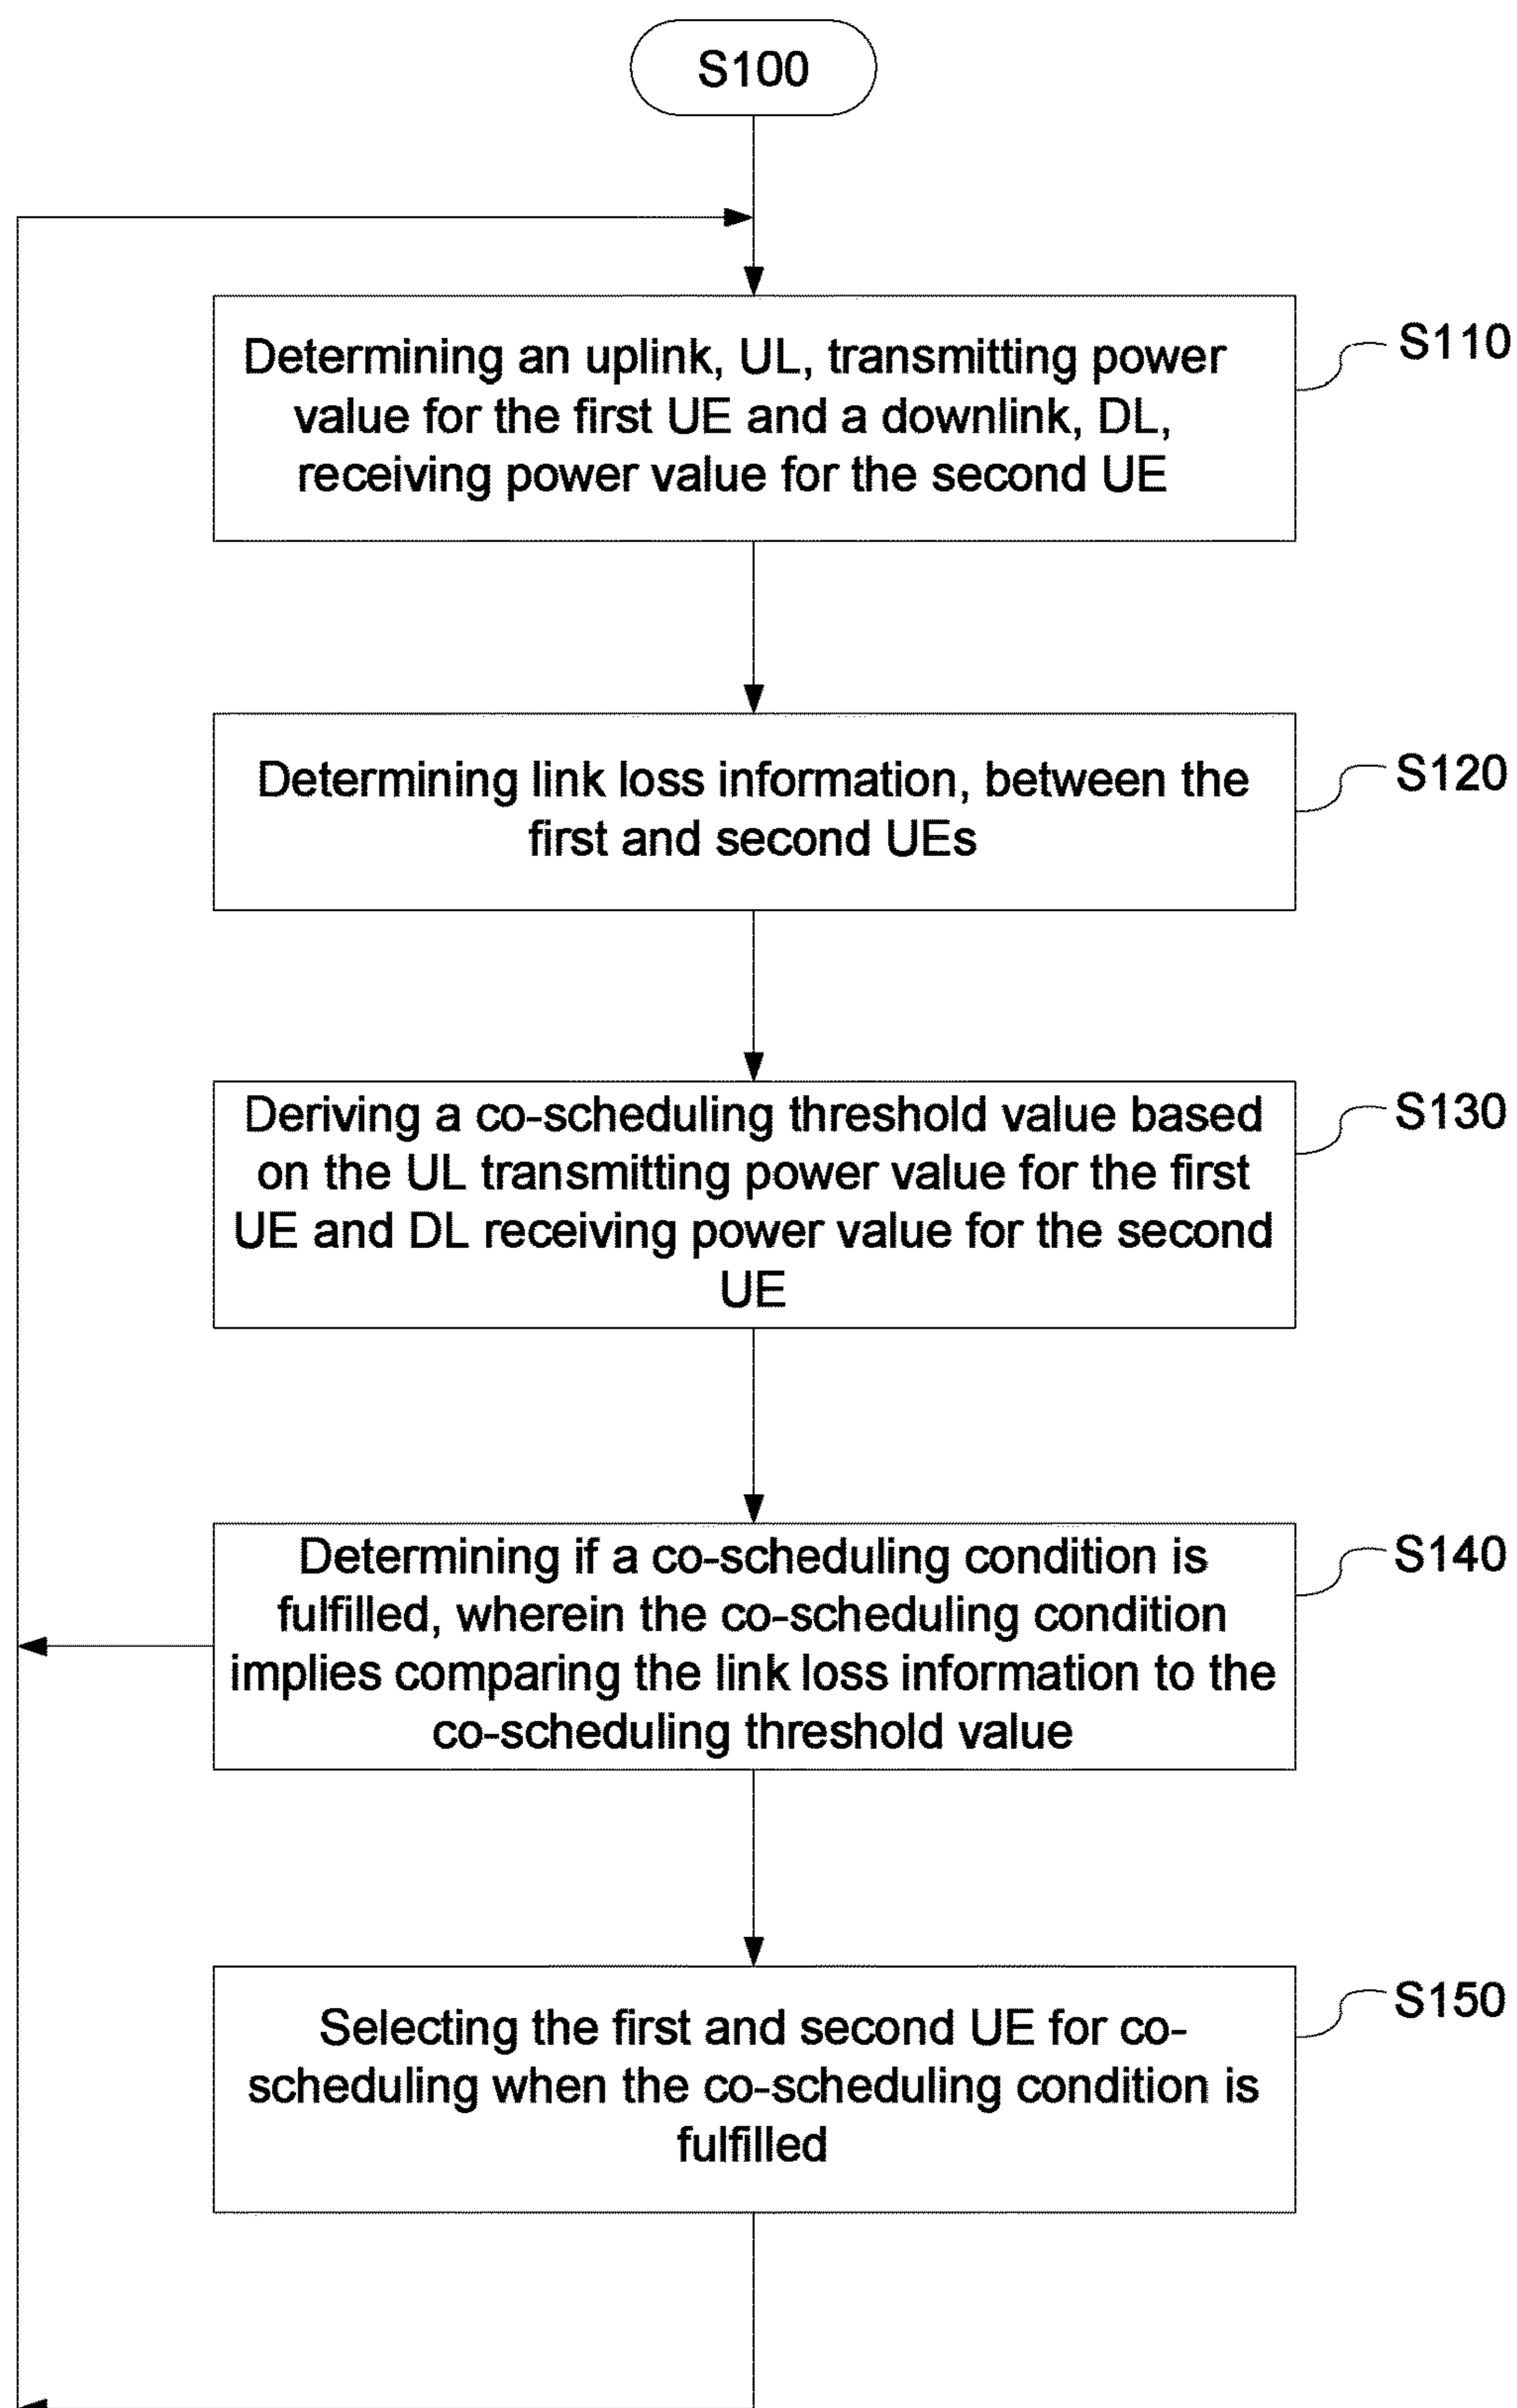 S100
Determining an uplink, UL, transmitting power
value for the first UE and a downlink, DL,
receiving power value for the second UE
S110
Determining link loss information, between the
first and second UEs
S120
Deriving a co-scheduling threshold value based
on the UL transmitting power value for the first
UE and DL receiving power value for the second
UE
S130
Determining if a co-scheduling condition is
fulfilled, wherein the co-scheduling condition
implies comparing the link loss information to the
co-scheduling threshold value
S140
Selecting the first and second UE for co-
scheduling when the co-scheduling condition is
fulfilled
S150